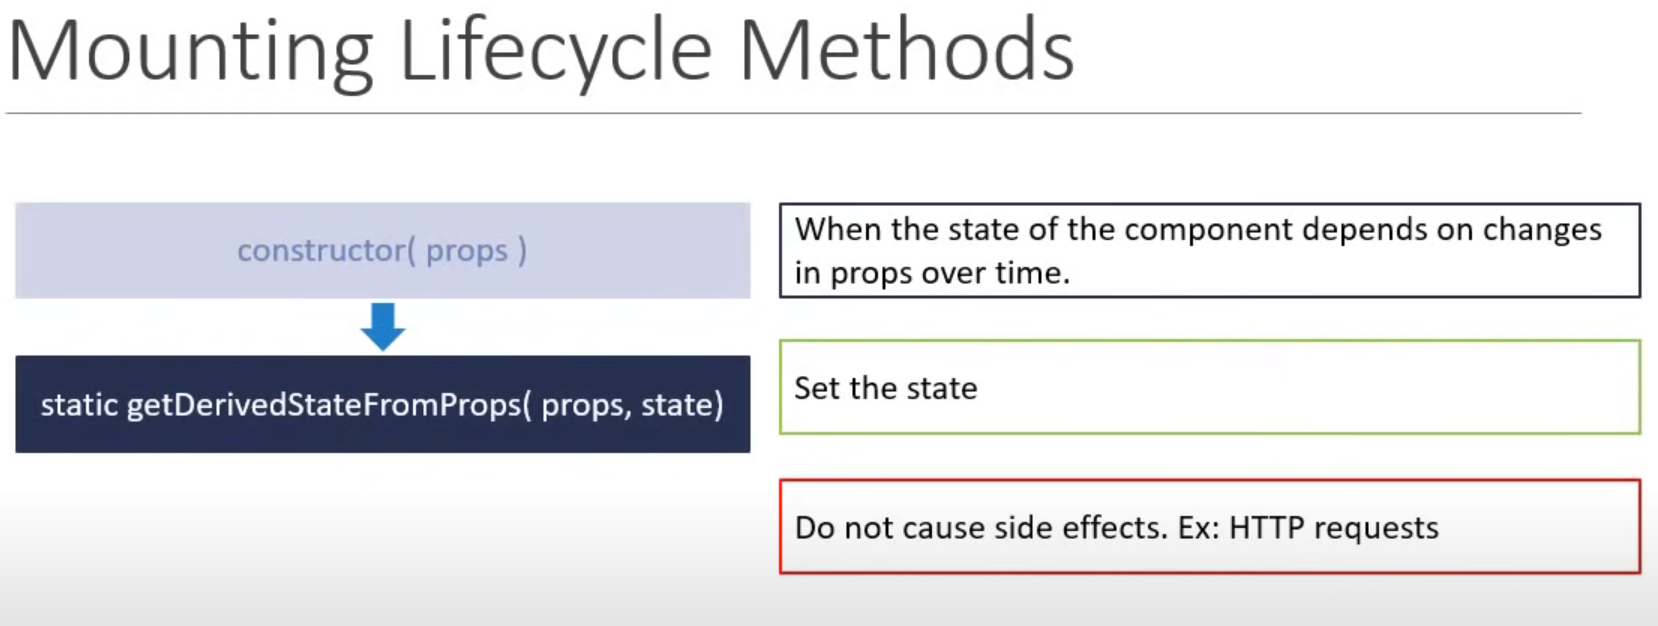 Mounting Lifecycle Methods
constructor( props )
When the state of the component depends on changes
in props over time.
static getDerivedStateFromProps( props, state)
Set the state
Do not cause side effects. Ex: HTTP requests